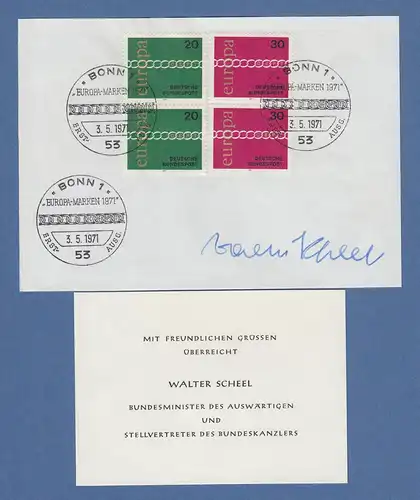 europa
20
DEUTSCHE
BUNDESPOST
europa
30
DEUTSCHE
BUNDESPOST
europa
20
DEUTSCHE
BUNDESPOST
europa
30
DEUTSCHE
BUNDESPOST
* BONN 1 *
„EUROPA-MARKEN 1971"
ERST-
3.5.1971
AUSG.
53
* BONN 1 *
„EUROPA-MARKEN 1971"
ERST-
3.5.1971
AUSG.
53
* BONN 1 *
„EUROPA-MARKEN 1971"
ERST-
3.5.1971
AUSG.
53
Walter Scheel
MIT FREUNDLICHEN GRÜSSEN
ÜBERREICHT
WALTER SCHEEL
BUNDESMINISTER DES AUSWÄRTIGEN
UND
STELLVERTRETER DES BUNDESKANZLERS